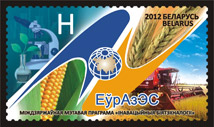 Н
2012 БЕЛАРУСЬ
BELARUS
ЕўрАзЭС
МІЖДЗЯРЖАЎНАЯ МЭТАВАЯ ПРАГРАМА «ІНАВАЦЫЙНЫЯ БІЯТЭХНАЛОГІІ»